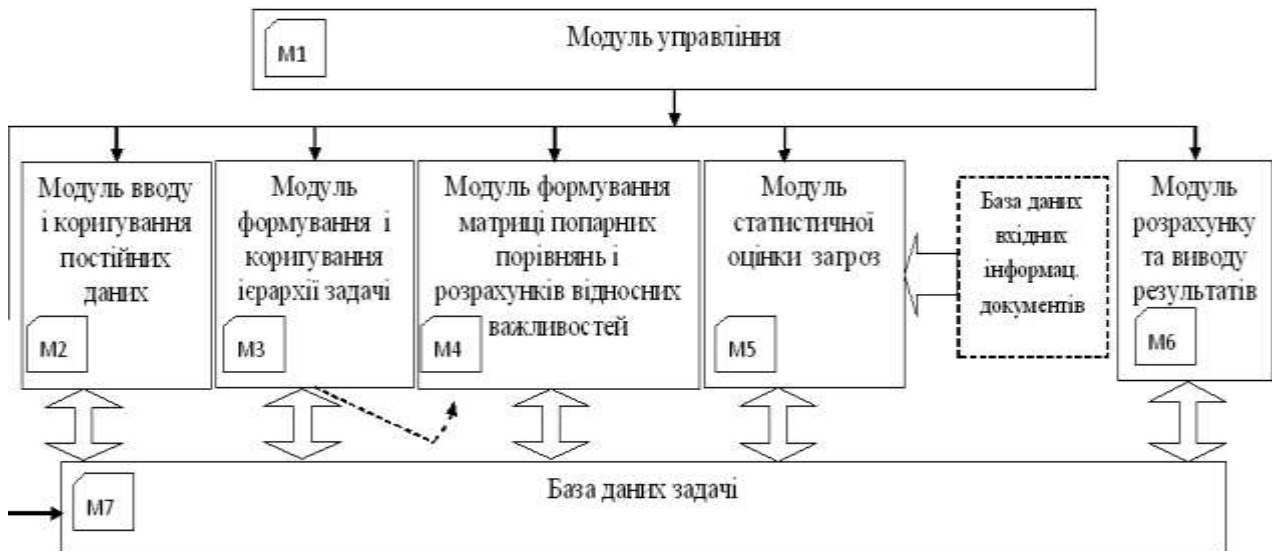 Модуль управління
М1
Модуль вводу
і коригування
постійних
даних
М2
Модуль
формування і
коригування
ієрархії задачі
М3
Модуль формування
матриці попарних
порівнянь і
розрахунків відносних
важливостей
М4
Модуль
статистичної
оцінки загроз
М5
База даних
вхідних
інформац.
документів
Модуль
розрахунку
та виводу
результатів
М6
База даних задачі
М7